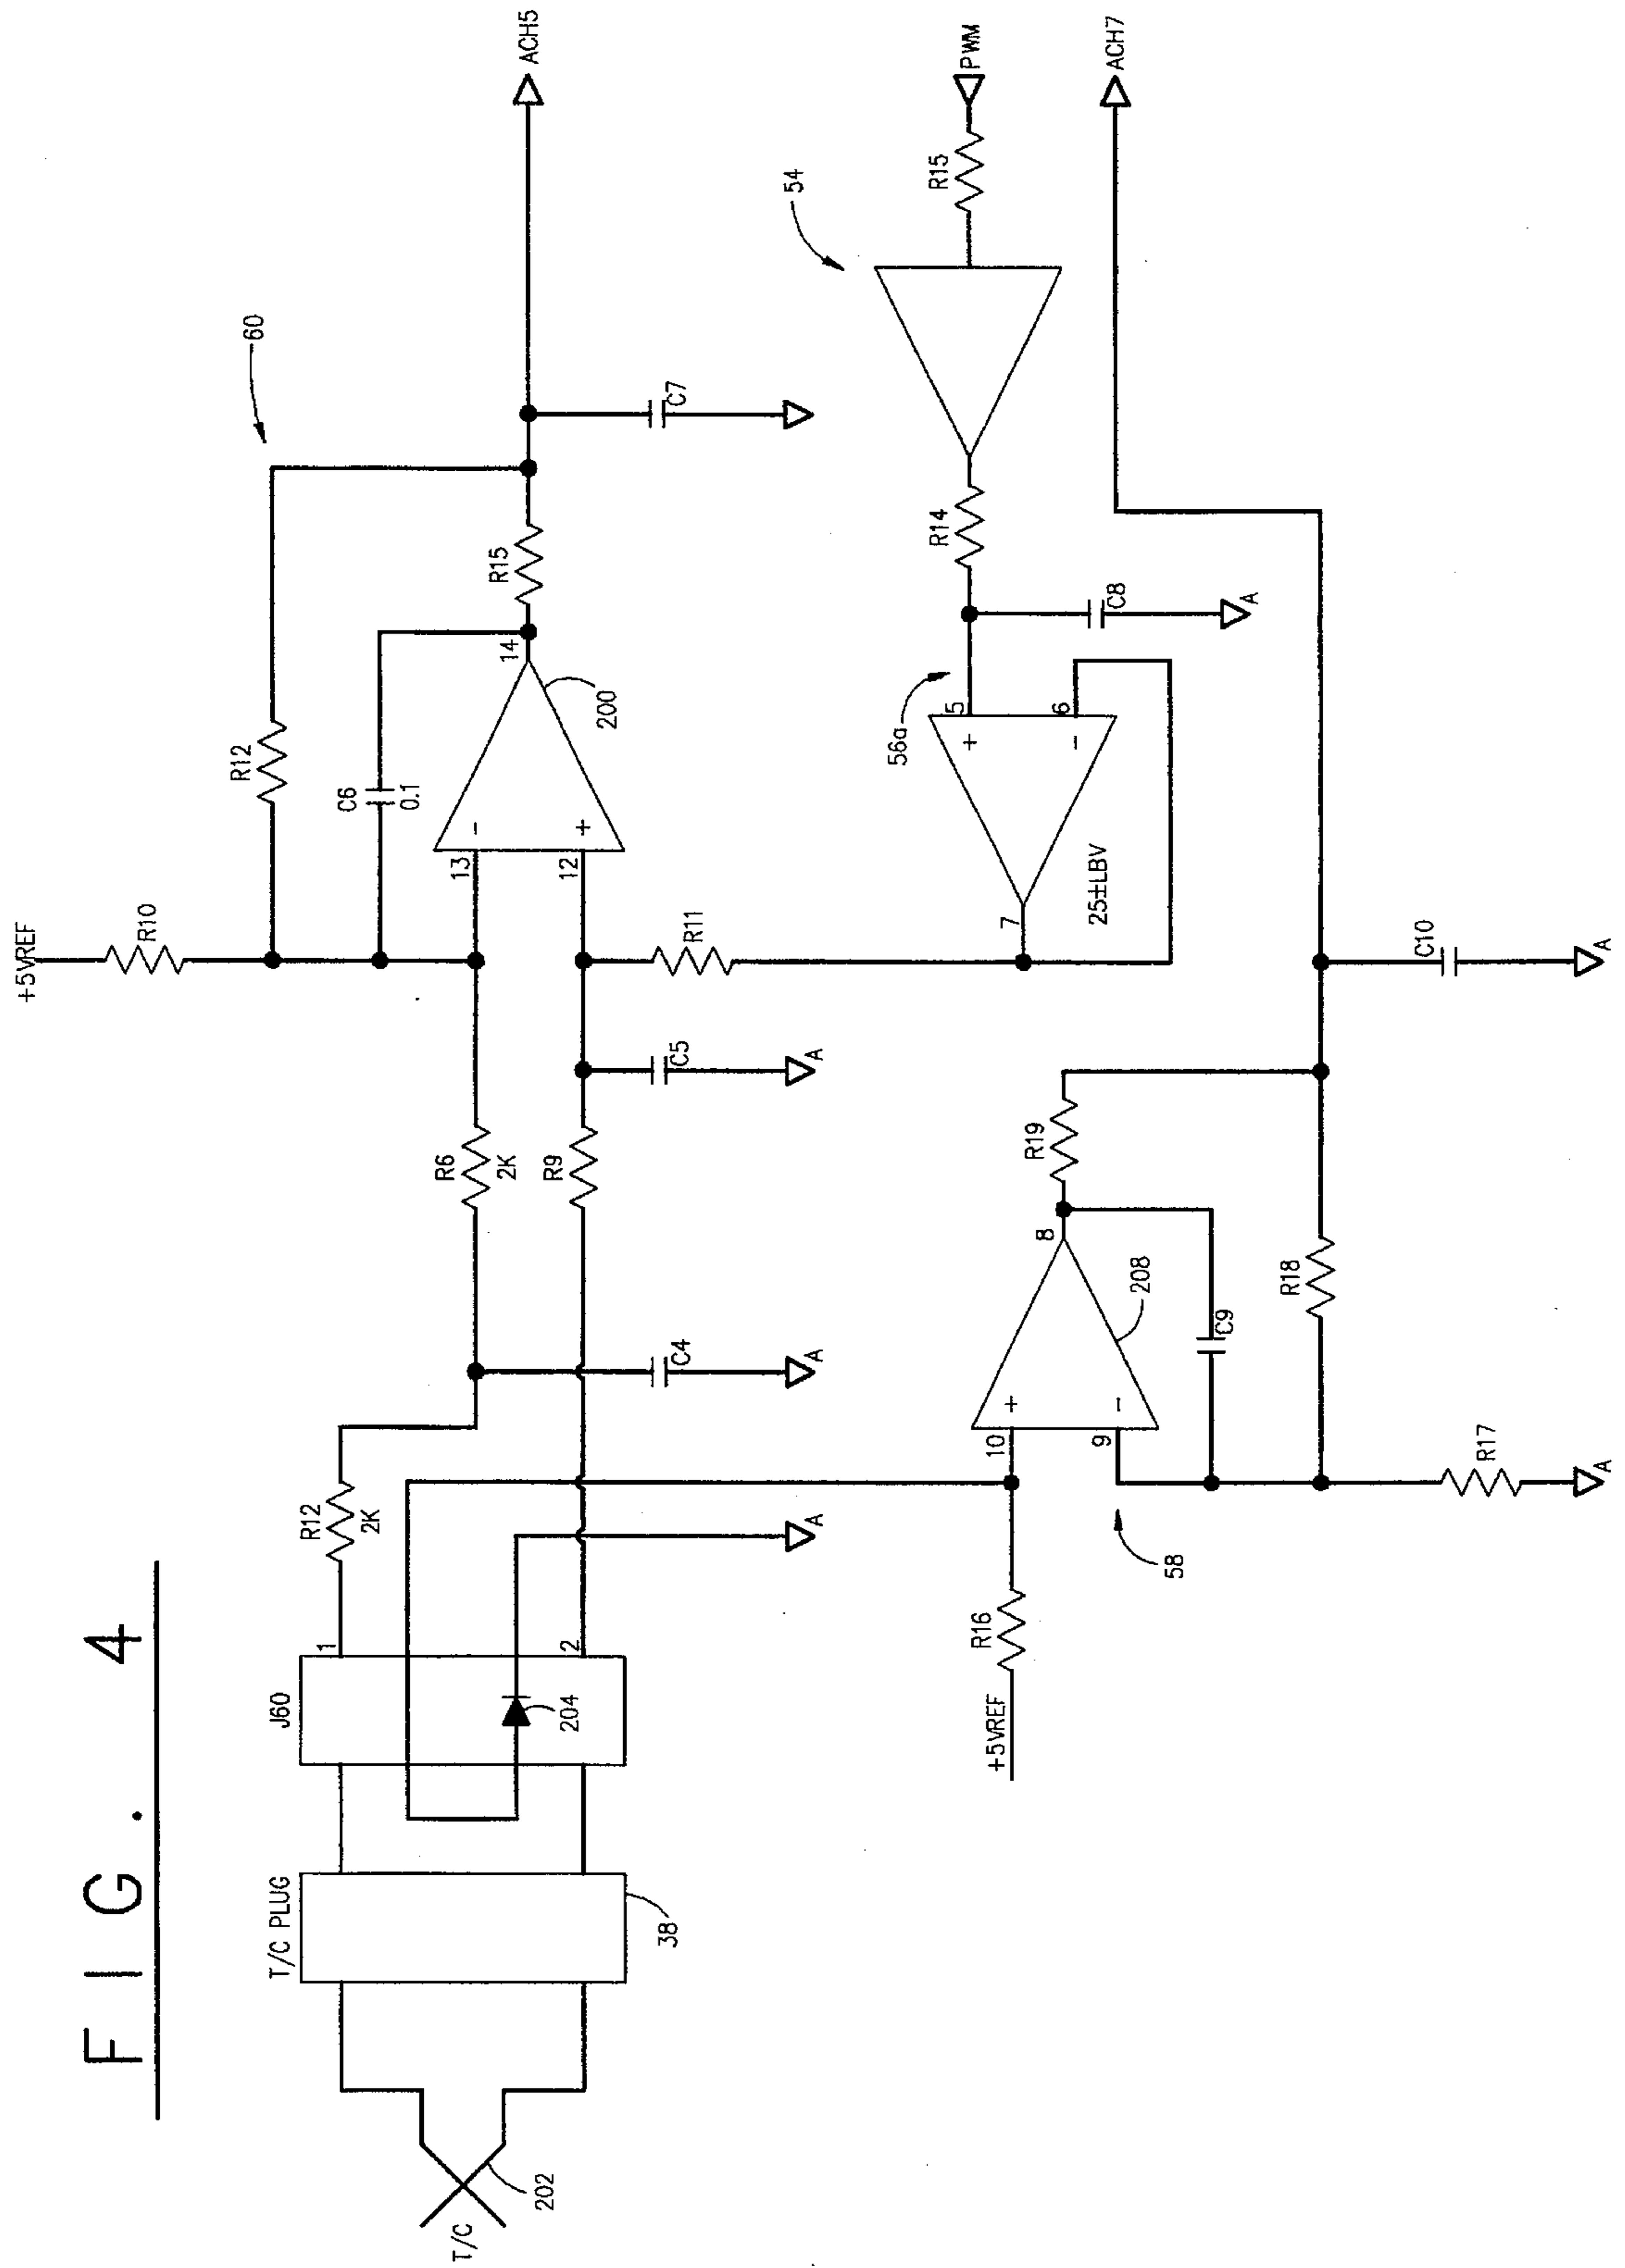 FIG. 4
T/C
202
T/C PLUG
38
J60
1
2
204
R12
2K
C4
A
A
R6
2K
R9
C5
A
+5VREF
R10
R12
C6
0.1
13
12
-
+
14
200
R15
60
C7
ACH5
R11
7
25±LBV
+
-
5
6
56a
C8
A
R14
54
R15
PWM
+5VREF
R16
10
9
+
-
8
208
58
C9
R19
R18
R17
A
C10
A
ACH7